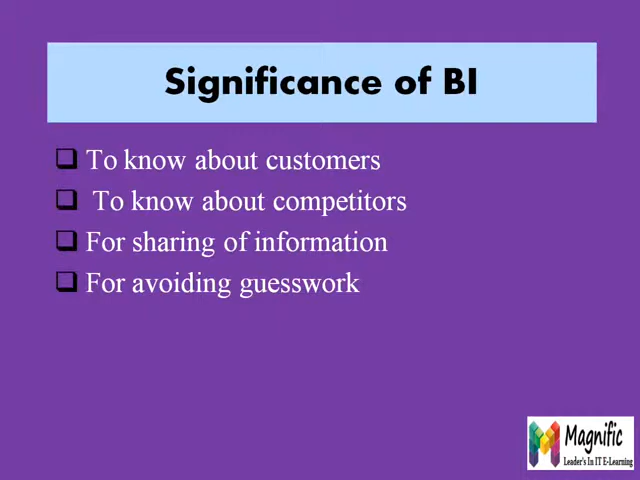 Significance of BI
To know about customers
To know about competitors
For sharing of information
For avoiding guesswork
Magnific
Leader's In IT E-Learning